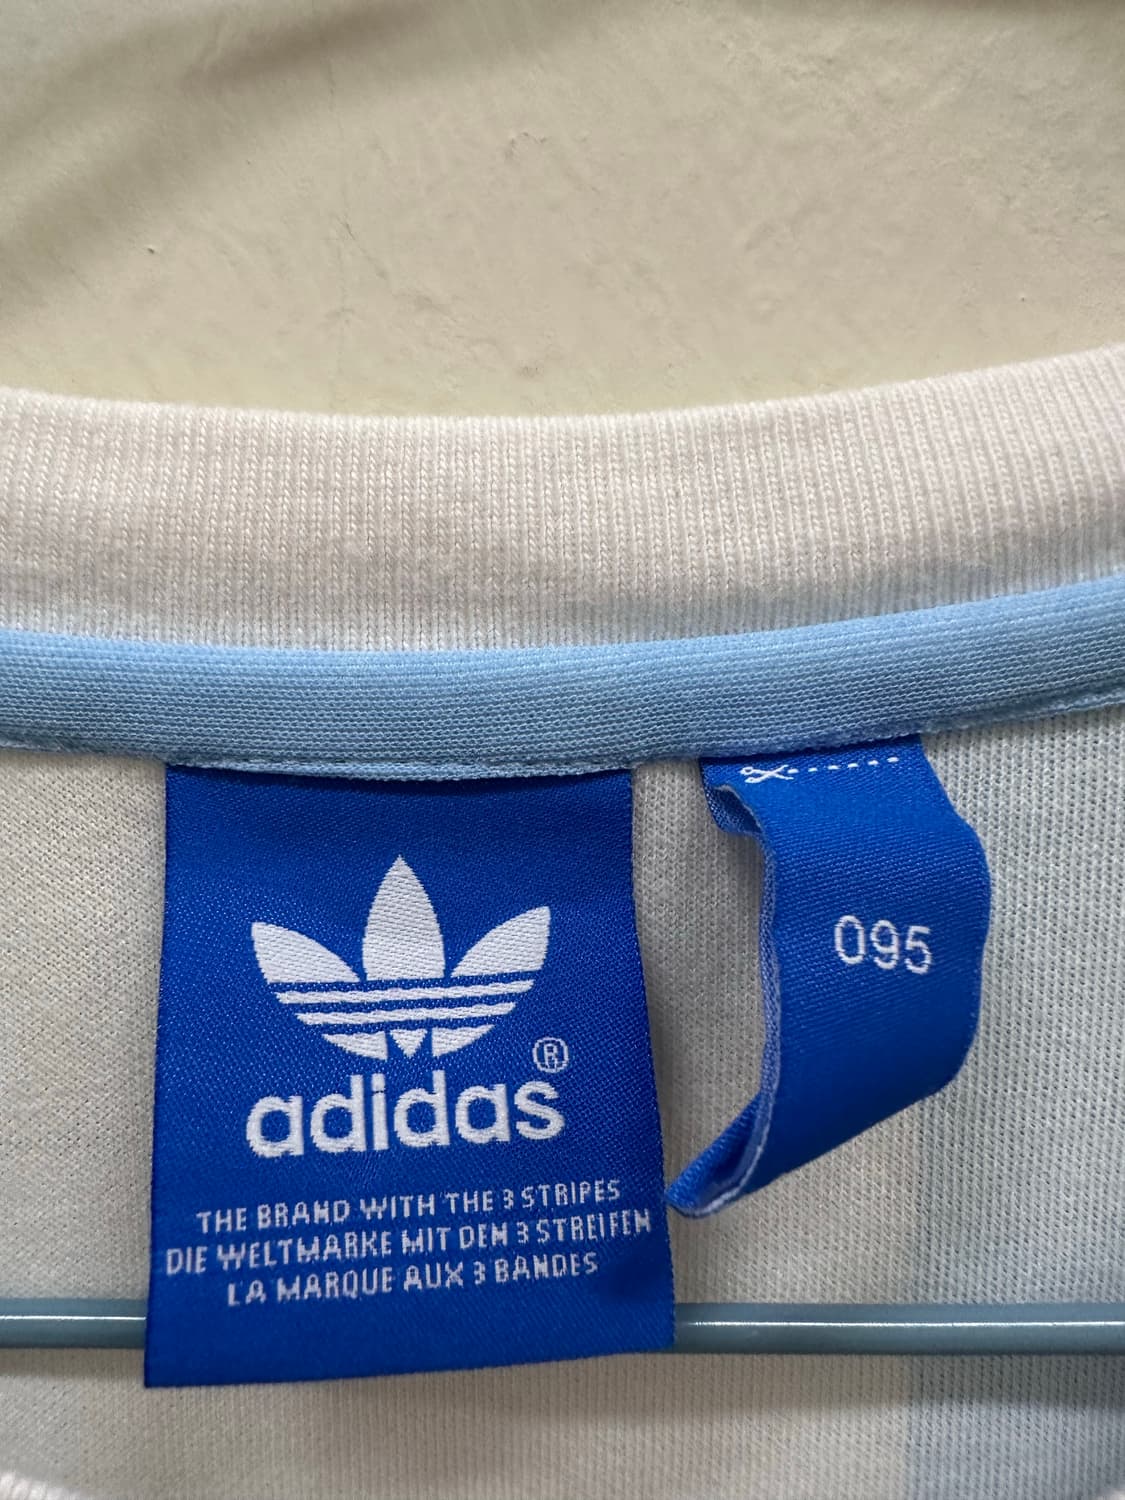 adidas®
THE BRAND WITH THE 3 STRIPES
DIE WELTMARKE MIT DEN 3 STREIFEN
LA MARQUE AUX 3 BANDES
095